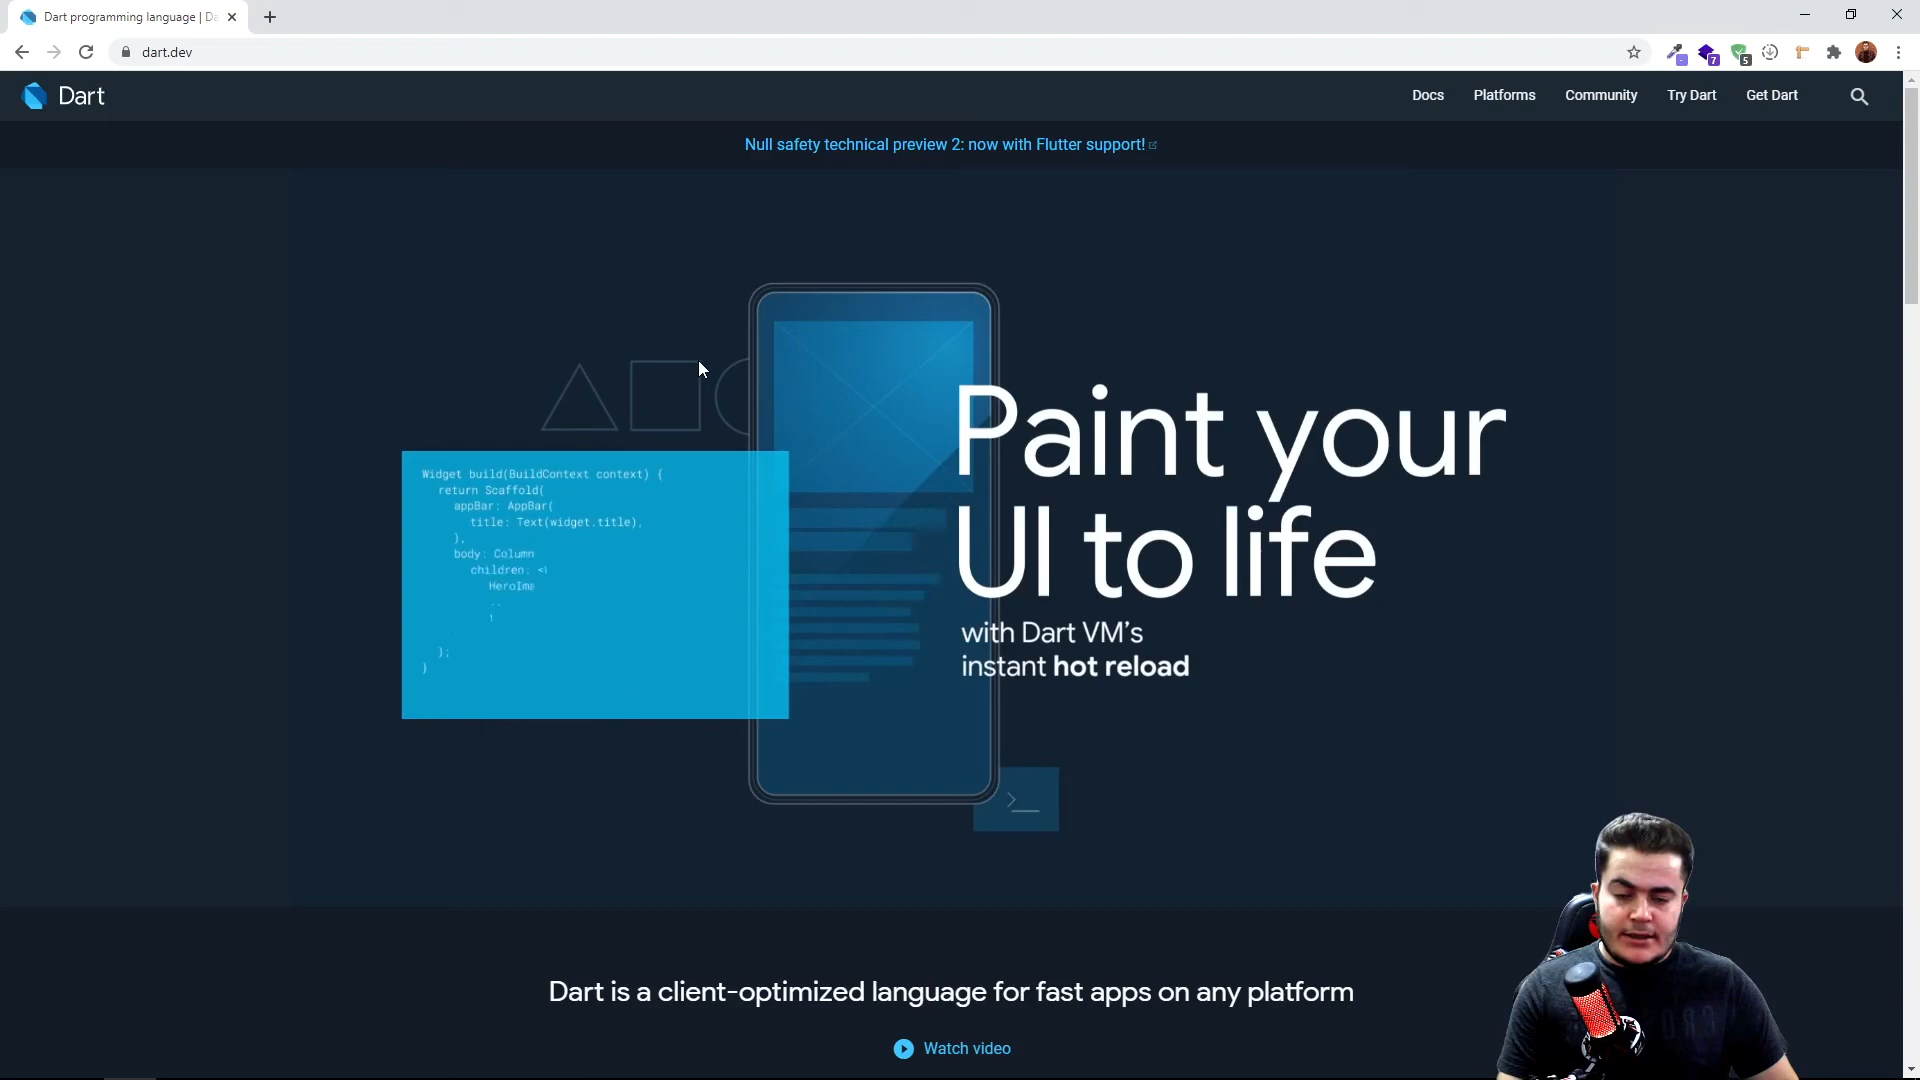 Dart programming language | Da
dart.dev
7
5
Dart
Docs
Platforms
Community
Try Dart
Get Dart
Null safety technical preview 2: now with Flutter support!
Widget build(BuildContext context) {
return Scaffold(
appBar: AppBar(
title: Text(widget.title),
),
body: Column
children: <
HeroIma
);
}
Paint your
UI to life
with Dart VM's
instant hot reload
>_
Dart is a client-optimized language for fast apps on any platform
Watch video